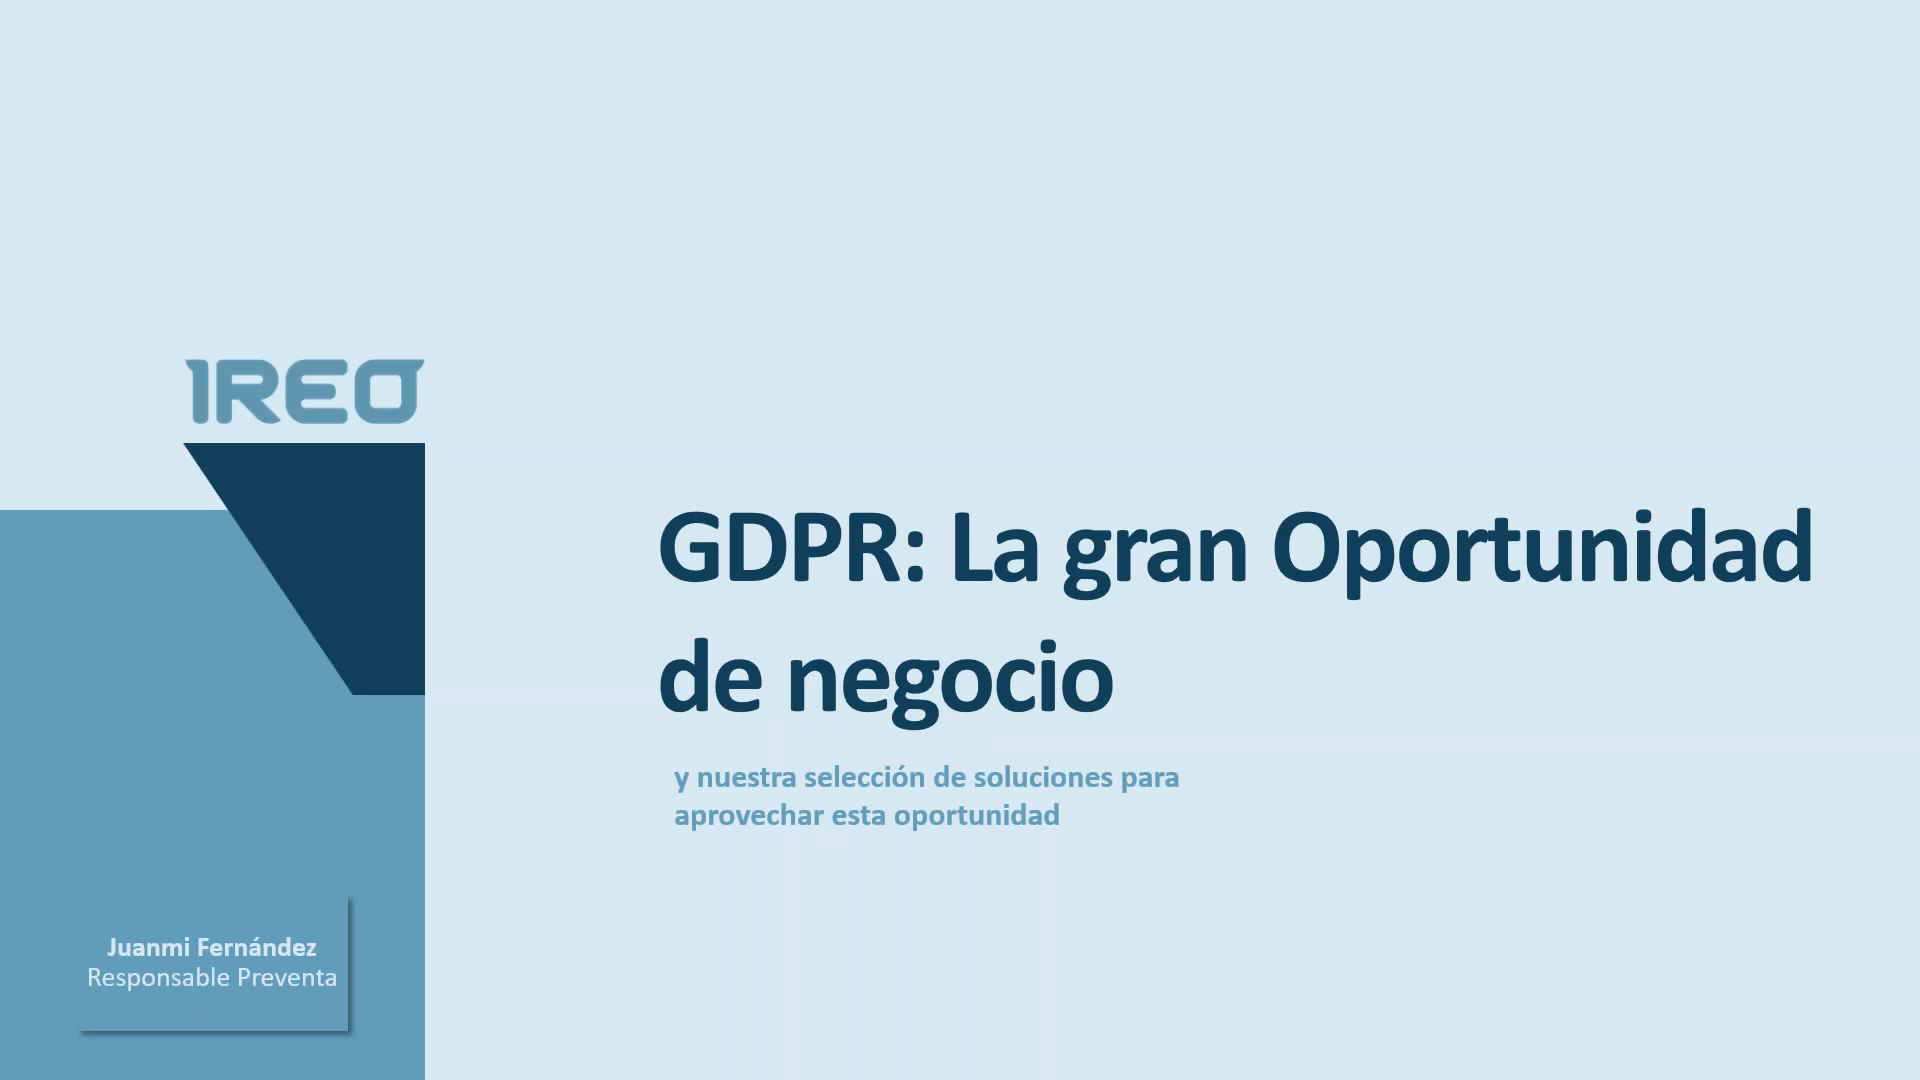 IREO
GDPR: La gran Oportunidad
de negocio
y nuestra selección de soluciones para
aprovechar esta oportunidad
Juanmi Fernández
Responsable Preventa